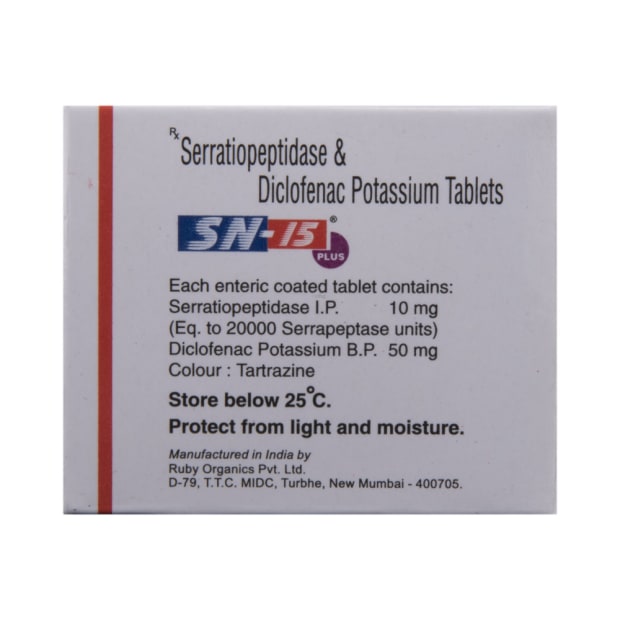 Rx Serratiopeptidase &
Diclofenac Potassium Tablets
SN-15®
PLUS
Each enteric coated tablet contains:
Serratiopeptidase I.P. 10 mg
(Eq. to 20000 Serrapeptase units)
Diclofenac Potassium B.P. 50 mg
Colour : Tartrazine
Store below 25°C.
Protect from light and moisture.
Manufactured in India by
Ruby Organics Pvt. Ltd.
D-79, T.T.C. MIDC, Turbhe, New Mumbai - 400705.